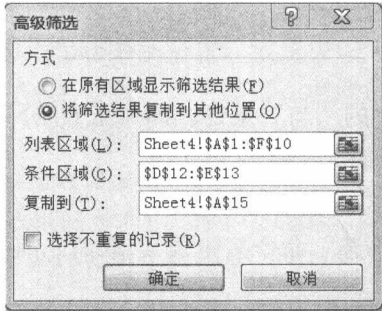 高级筛选
方式
在原有区域显示筛选结果(F)
将筛选结果复制到其他位置(O)
列表区域(L): Sheet4!$A$1:$F$10
条件区域(C): $D$12:$E$13
复制到(T): Sheet4!$A$15
选择不重复的记录(R)
确定 取消